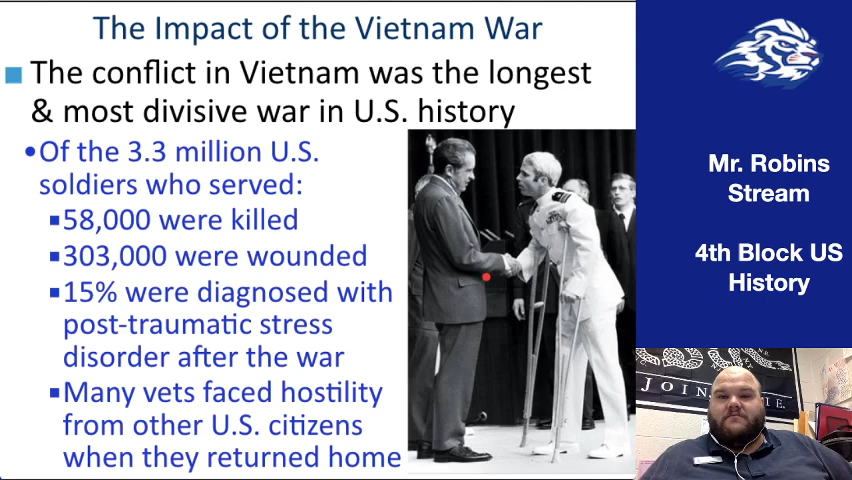 The Impact of the Vietnam War
■ The conflict in Vietnam was the longest
& most divisive war in U.S. history
•Of the 3.3 million U.S.
soldiers who served:
▪58,000 were killed
▪303,000 were wounded
▪15% were diagnosed with
post-traumatic stress
disorder after the war
▪Many vets faced hostility
from other U.S. citizens
when they returned home
Mr. Robins
Stream
4th Block US
History
JOIN